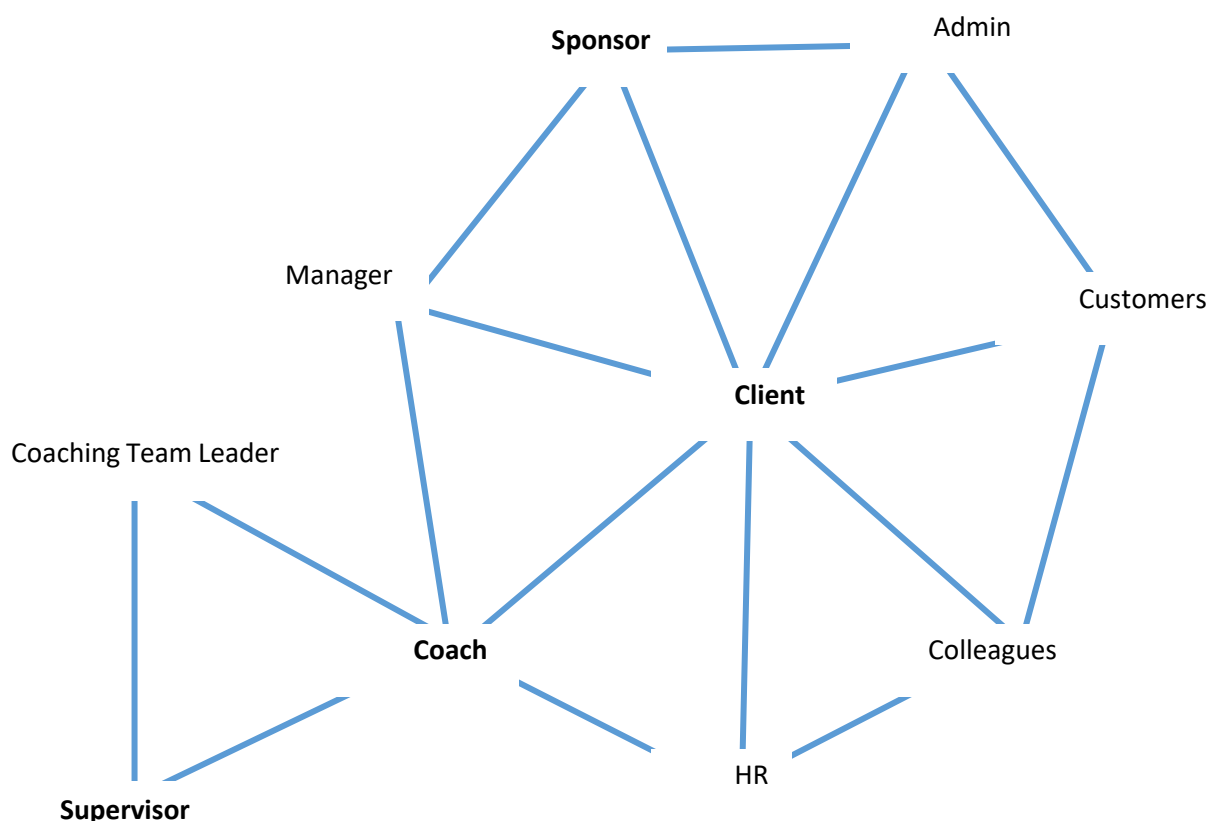 Admin
Sponsor
Manager
Customers
Client
Coaching Team Leader
Coach
Colleagues
HR
Supervisor